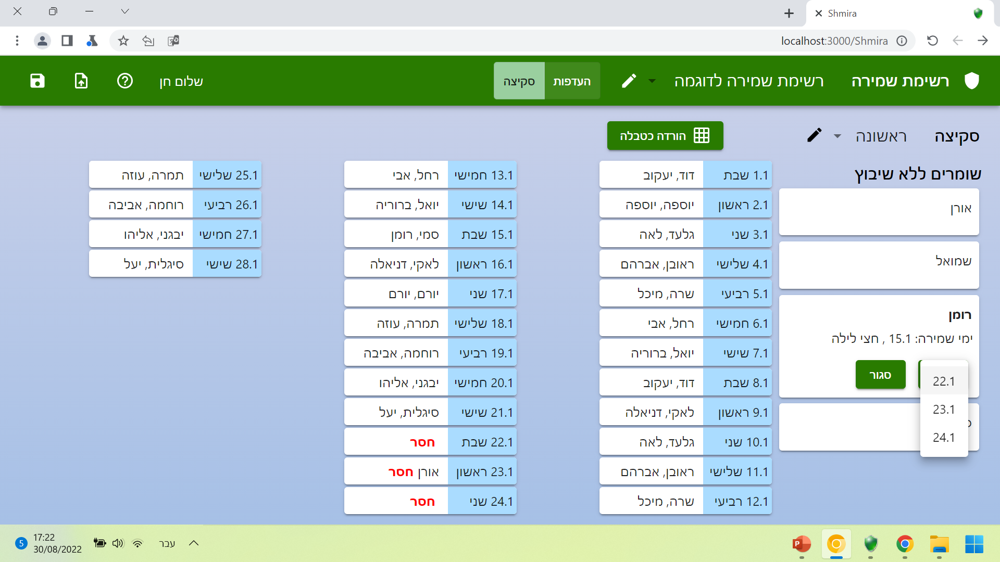 Shmira
localhost:3000/Shmira
רשימת שמירה
רשימת שמירה לדוגמה
העדפות
סקיצה
שלום חן
סקיצה
ראשונה
הורדה כטבלה
שומרים ללא שיבוץ
אורן
שמואל
רומן
ימי שמירה: 15.1 , חצי לילה
סגור
22.1
23.1
24.1
1.1 שבת
דוד, יעקוב
2.1 ראשון
יוספה, יוספה
3.1 שני
גלעד, לאה
4.1 שלישי
ראובן, אברהם
5.1 רביעי
שרה, מיכל
6.1 חמישי
רחל, אבי
7.1 שישי
יואל, ברוריה
8.1 שבת
דוד, יעקוב
9.1 ראשון
לאקי, דניאלה
10.1 שני
גלעד, לאה
11.1 שלישי
ראובן, אברהם
12.1 רביעי
שרה, מיכל
13.1 חמישי
רחל, אבי
14.1 שישי
יואל, ברוריה
15.1 שבת
סמי, רומן
16.1 ראשון
לאקי, דניאלה
17.1 שני
יורם, יורם
18.1 שלישי
תמרה, עוזה
19.1 רביעי
רוחמה, אביבה
20.1 חמישי
יבגני, אליהו
21.1 שישי
סיגלית, יעל
22.1 שבת
חסר
23.1 ראשון
אורן חסר
24.1 שני
חסר
25.1 שלישי
תמרה, עוזה
26.1 רביעי
רוחמה, אביבה
27.1 חמישי
יבגני, אליהו
28.1 שישי
סיגלית, יעל
17:22
30/08/2022
5
עבר
P